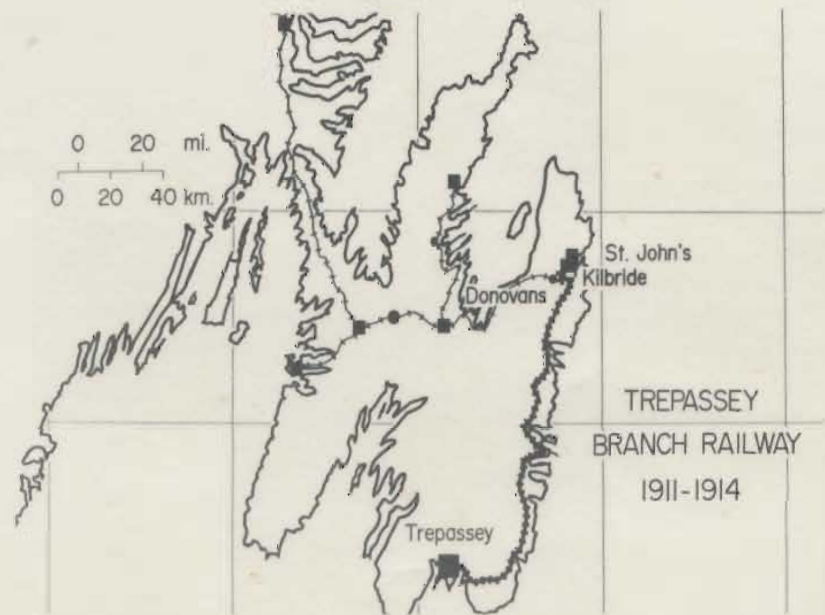 0 20 mi.
0 20 40 km.
St. John's
Kilbride
Donovans
TREPASSEY
BRANCH RAILWAY
1911-1914
Trepassey